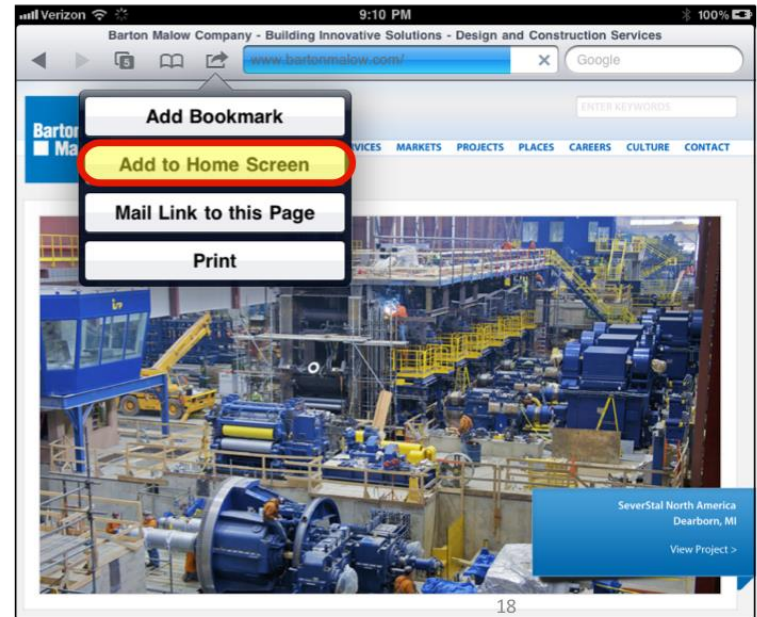 Verizon 9:10 PM 100%
Barton Malow Company - Building Innovative Solutions - Design and Construction Services
5 www.bartonmalow.com/ Google
Add Bookmark
ENTER KEYWORDS
Barton
Ma
VICES MARKETS PROJECTS PLACES CAREERS CULTURE CONTACT
Add to Home Screen
Mail Link to this Page
Print
SeverStal North America
Dearborn, MI
View Project >
18